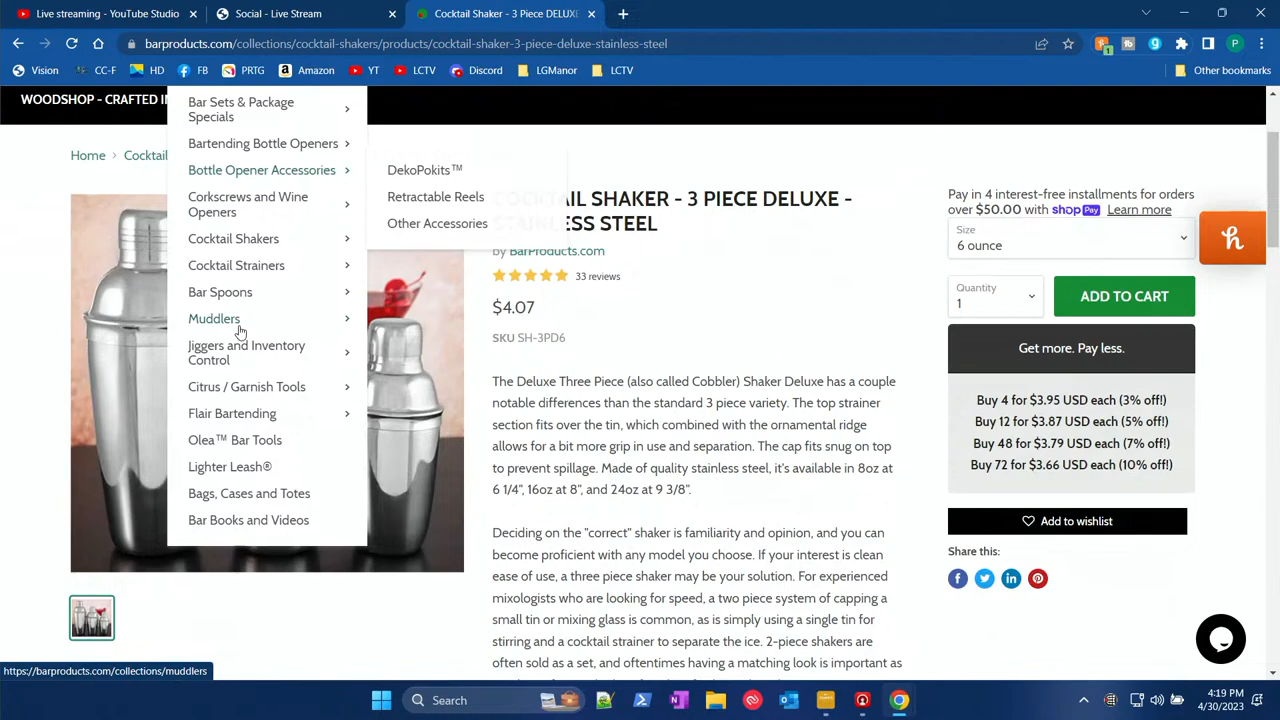 Live streaming - YouTube Studio
Social - Live Stream
Cocktail Shaker - 3 Piece DELUXE
barproducts.com/collections/cocktail-shakers/products/cocktail-shaker-3-piece-deluxe-stainless-steel
1
P
Vision
CC-F
HD
FB
PRTG
Amazon
YT
LCTV
Discord
LGManor
LCTV
Other bookmarks
WOODSHOP - CRAFTED I
Home > Cocktail
Bar Sets & Package
Specials
Bartending Bottle Openers
Bottle Opener Accessories
Corkscrews and Wine
Openers
Cocktail Shakers
Cocktail Strainers
Bar Spoons
Muddlers
Jiggers and Inventory
Control
Citrus / Garnish Tools
Flair Bartending
Olea™ Bar Tools
Lighter Leash®
Bags, Cases and Totes
Bar Books and Videos
DekoPokits™
Retractable Reels
Other Accessories
COCKTAIL SHAKER - 3 PIECE DELUXE -
STAINLESS STEEL
by BarProducts.com
33 reviews
$4.07
SKU SH-3PD6
The Deluxe Three Piece (also called Cobbler) Shaker Deluxe has a couple
notable differences than the standard 3 piece variety. The top strainer
section fits over the tin, which combined with the ornamental ridge
allows for a bit more grip in use and separation. The cap fits snug on top
to prevent spillage. Made of quality stainless steel, it's available in 8oz at
6 1/4", 16oz at 8", and 24oz at 9 3/8".
Deciding on the "correct" shaker is familiarity and opinion, and you can
become proficient with any model you choose. If your interest is clean
ease of use, a three piece shaker may be your solution. For experienced
mixologists who are looking for speed, a two piece system of capping a
small tin or mixing glass is common, as is simply using a single tin for
stirring and a cocktail strainer to separate the ice. 2-piece shakers are
often sold as a set, and oftentimes having a matching look is important as
Pay in 4 interest-free installments for orders
over $50.00 with shop Pay Learn more
Size
6 ounce
Quantity
1
ADD TO CART
Get more. Pay less.
Buy 4 for $3.95 USD each (3% off!)
Buy 12 for $3.87 USD each (5% off!)
Buy 48 for $3.79 USD each (7% off!)
Buy 72 for $3.66 USD each (10% off!)
Add to wishlist
Share this:
https://barproducts.com/collections/muddlers
Search
4:19 PM
4/30/2023